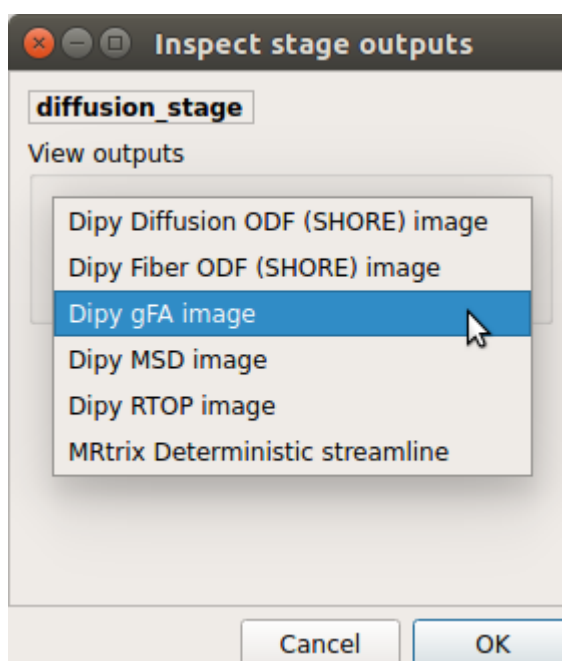 Inspect stage outputs
diffusion_stage
View outputs
Dipy Diffusion ODF (SHORE) image
Dipy Fiber ODF (SHORE) image
Dipy gFA image
Dipy MSD image
Dipy RTOP image
MRtrix Deterministic streamline
Cancel OK